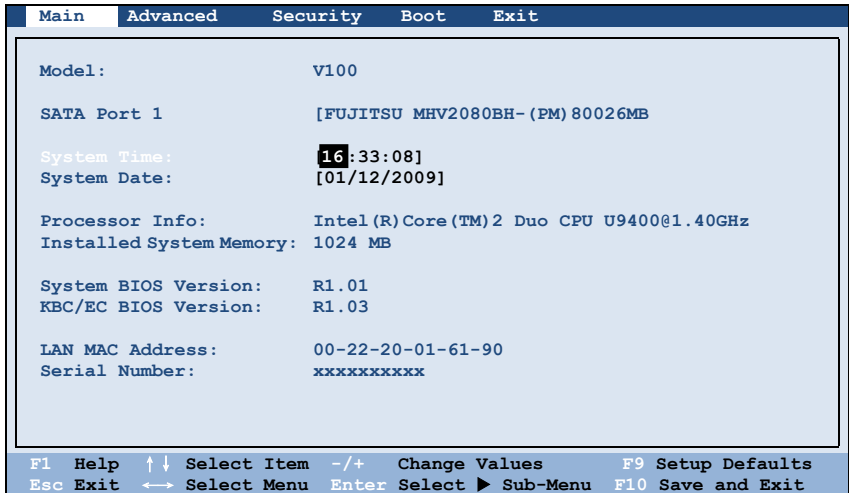 Main Advanced Security Boot Exit
Model: V100
SATA Port 1 [FUJITSU MHV2080BH-(PM)80026MB
System Time: [16:33:08]
System Date: [01/12/2009]
Processor Info: Intel(R)Core(TM)2 Duo CPU U9400@1.40GHz
Installed System Memory: 1024 MB
System BIOS Version: R1.01
KBC/EC BIOS Version: R1.03
LAN MAC Address: 00-22-20-01-61-90
Serial Number: xxxxxxxxxx
F1 Help ↑↓ Select Item -/+ Change Values F9 Setup Defaults
Esc Exit ←→ Select Menu Enter Select ▶ Sub-Menu F10 Save and Exit